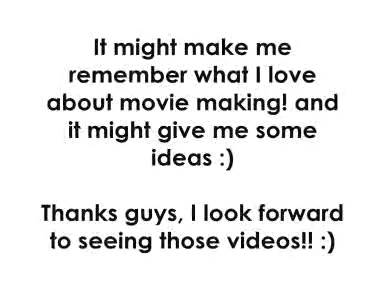 It might make me
remember what I love
about movie making! and
it might give me some
ideas :)
Thanks guys, I look forward
to seeing those videos!! :)